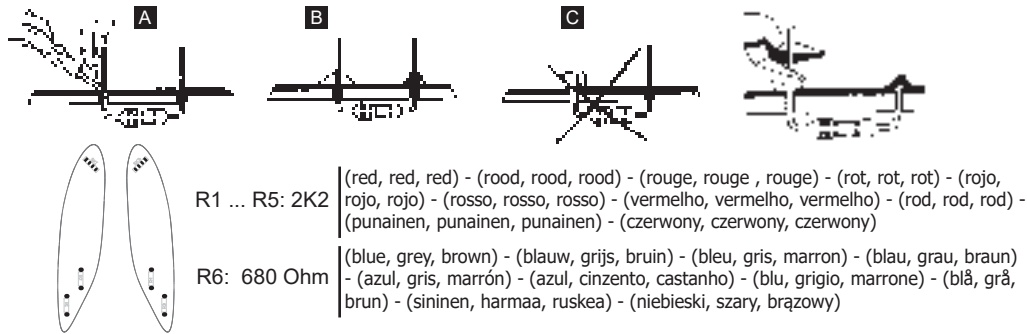 A
B
C
R1 ... R5: 2K2
(red, red, red) - (rood, rood, rood) - (rouge, rouge , rouge) - (rot, rot, rot) - (rojo,
rojo, rojo) - (rosso, rosso, rosso) - (vermelho, vermelho, vermelho) - (rod, rod, rod) -
(punainen, punainen, punainen) - (czerwony, czerwony, czerwony)
R6: 680 Ohm
(blue, grey, brown) - (blauw, grijs, bruin) - (bleu, gris, marron) - (blau, grau, braun)
- (azul, gris, marrón) - (azul, cinzento, castanho) - (blu, grigio, marrone) - (blå, grå,
brun) - (sininen, harmaa, ruskea) - (niebieski, szary, brązowy)